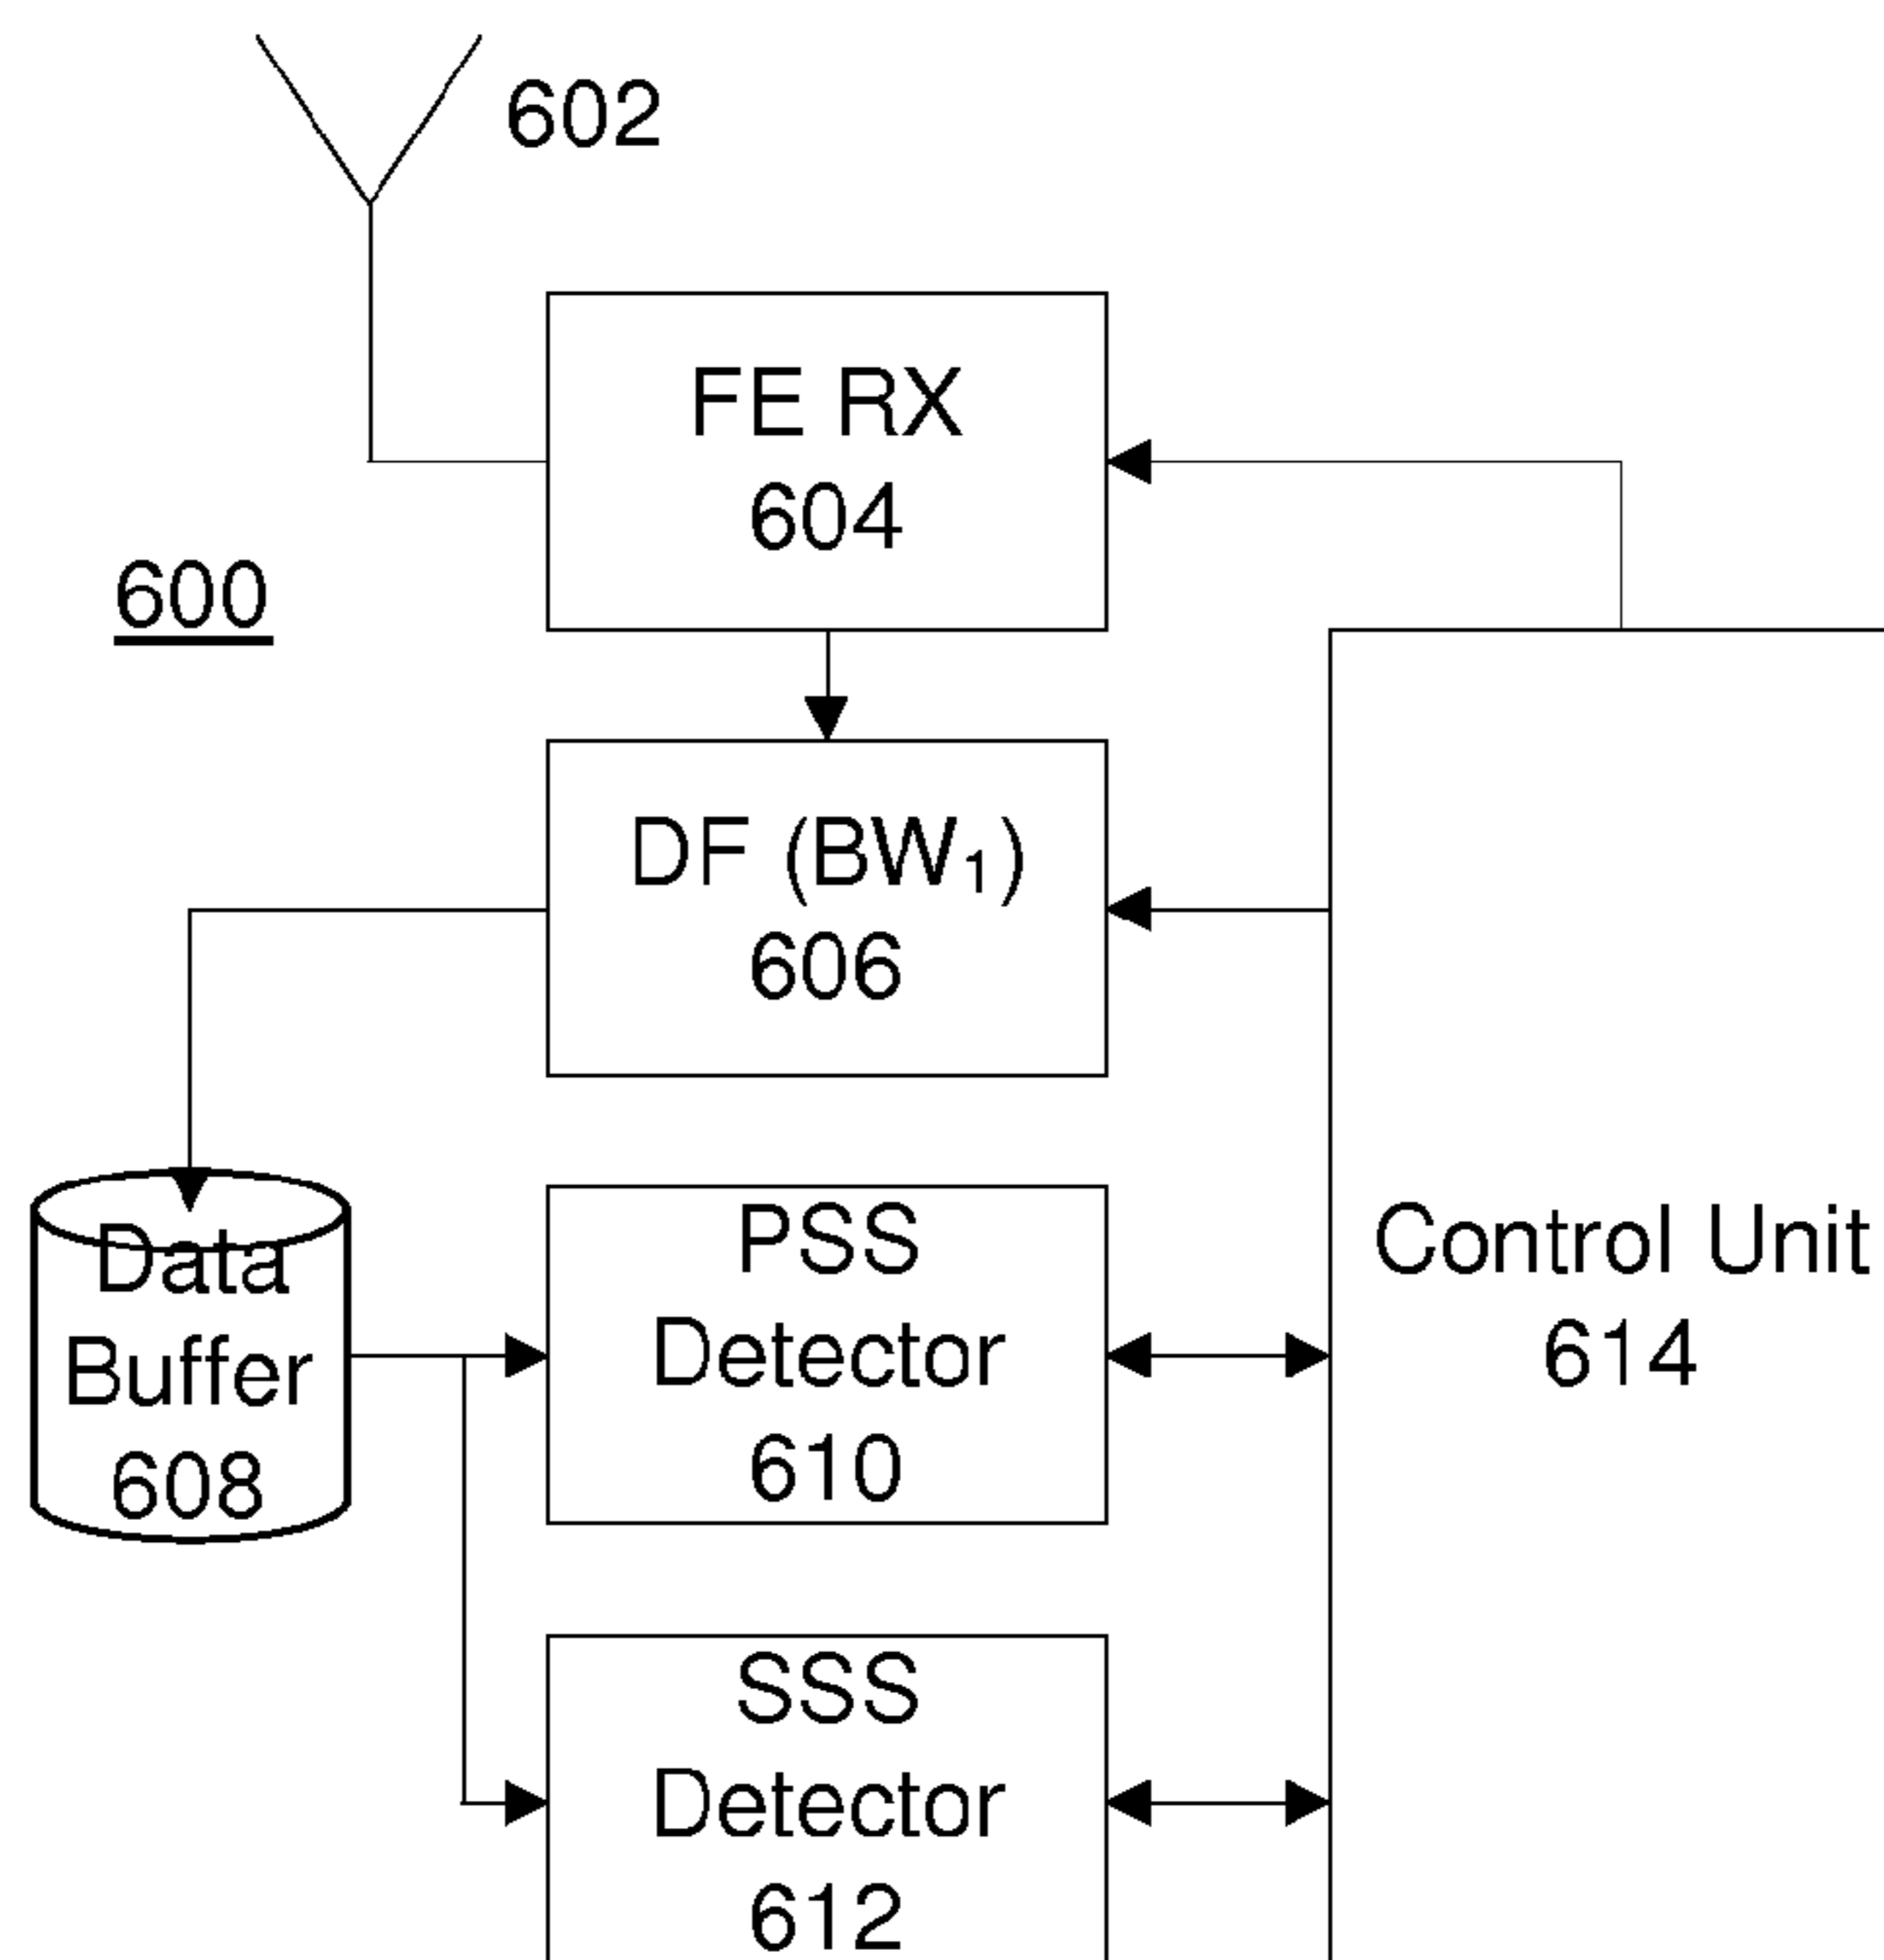 602
FE RX
604
600
DF (BW₁)
606
Data
Buffer
608
PSS
Detector
610
Control Unit
614
SSS
Detector
612